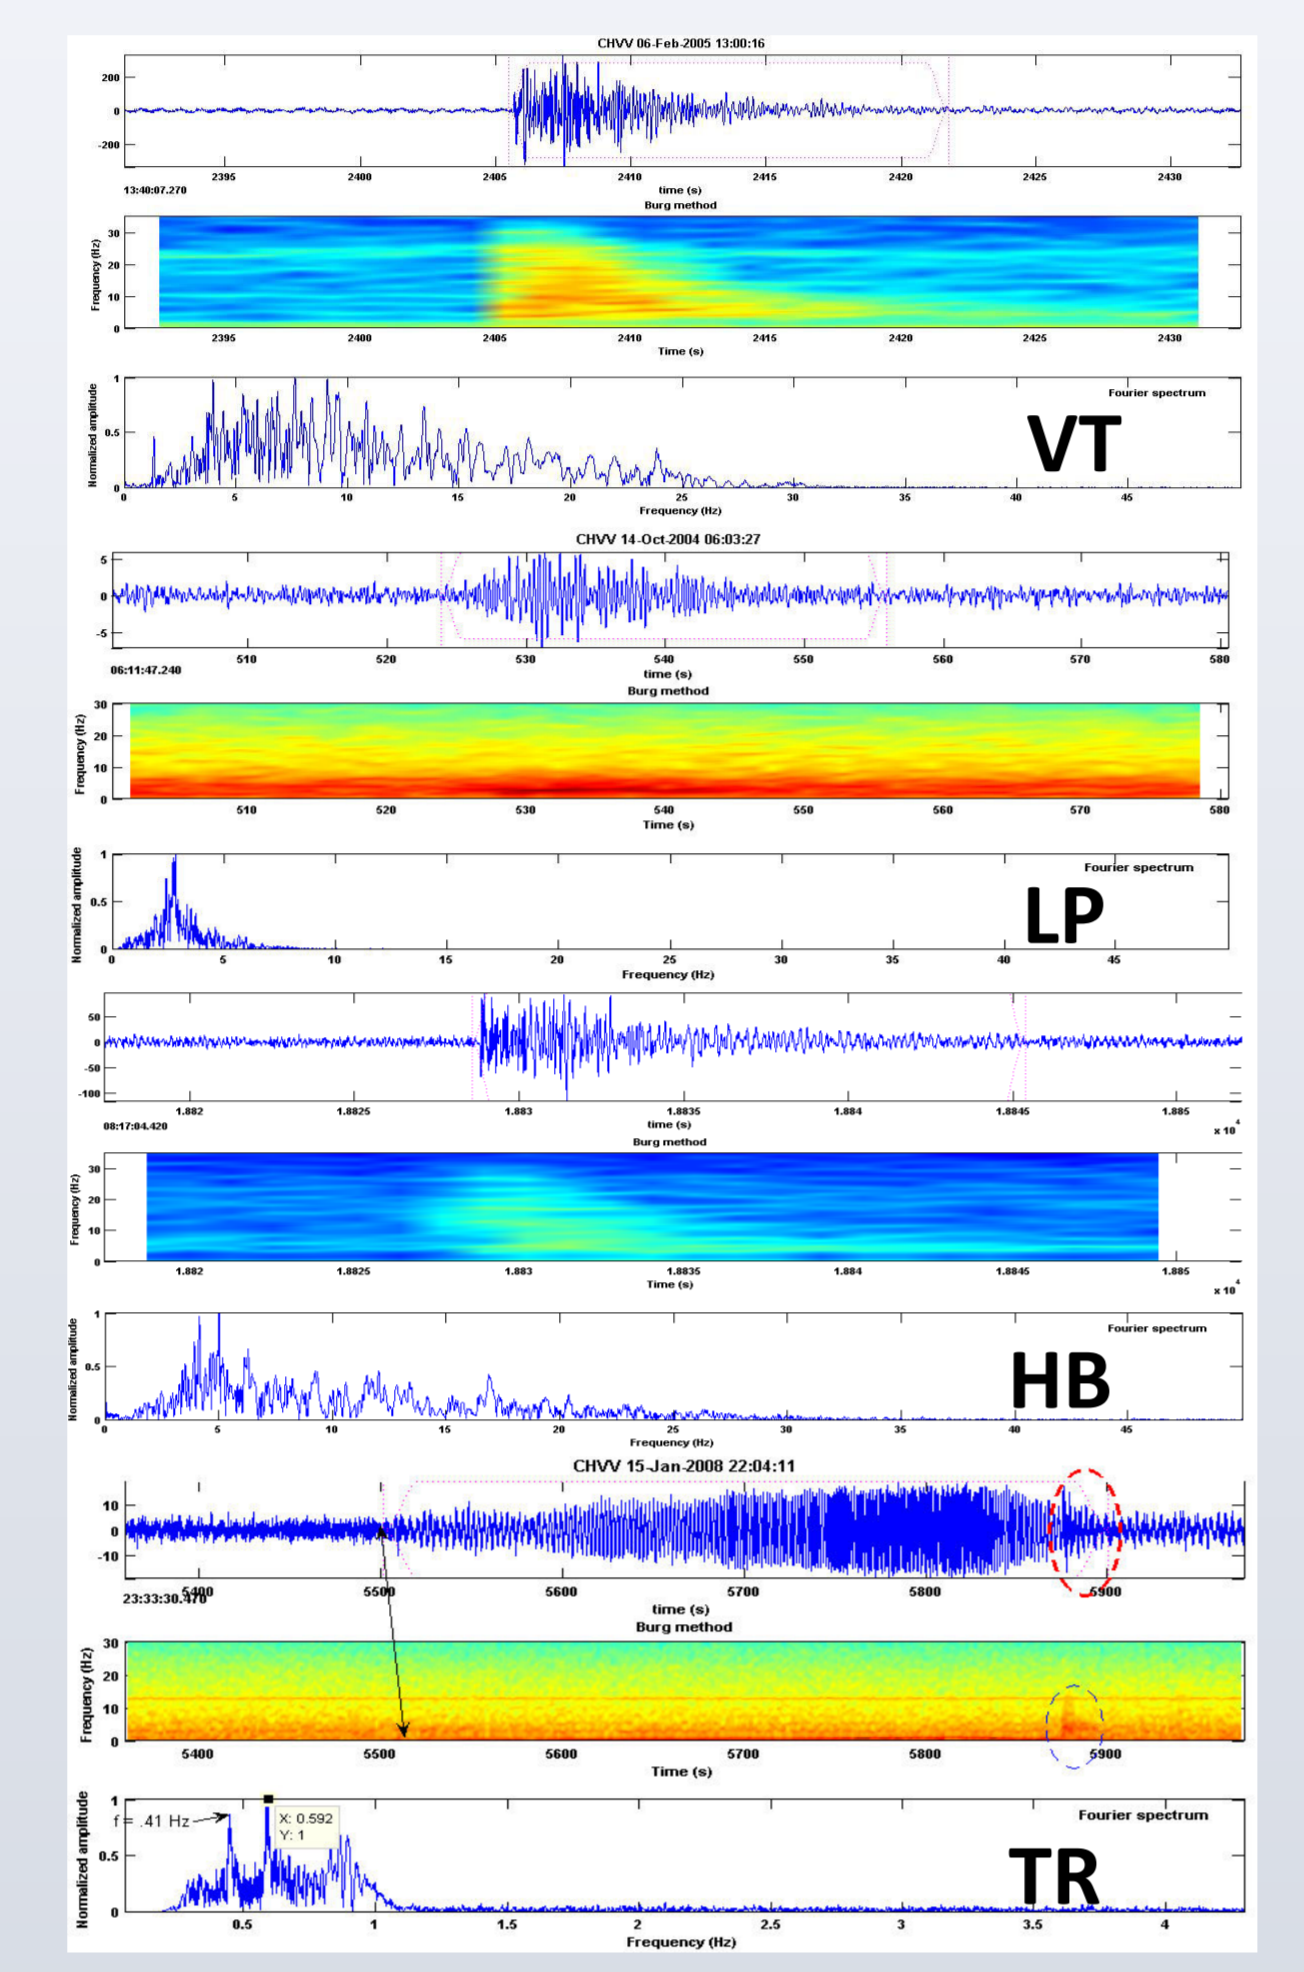 CHVV 06-Feb-2005 13:00:16
200
0
-200
2395 2400 2405 2410 2415 2420 2425 2430
13:40:07.270
time (s)
Burg method
Frequency (Hz)
30
20
10
0
2395 2400 2405 2410 2415 2420 2425 2430
Time (s)
Normalized amplitude
1
0.5
0
Fourier spectrum
VT
0 5 10 15 20 25 30 35 40 45
Frequency (Hz)
CHVV 14-Oct-2004 06:03:27
5
0
-5
510 520 530 540 550 560 570 580
06:11:47.240
time (s)
Burg method
Frequency (Hz)
30
20
10
0
510 520 530 540 550 560 570 580
Time (s)
Normalized amplitude
1
0.5
0
Fourier spectrum
LP
0 5 10 15 20 25 30 35 40 45
Frequency (Hz)
50
0
-50
-100
1.882 1.8825 1.883 1.8835 1.884 1.8845 1.885
08:17:04.420
time (s)
x 10^4
Burg method
Frequency (Hz)
30
20
10
0
1.882 1.8825 1.883 1.8835 1.884 1.8845 1.885
Time (s)
x 10^4
Normalized amplitude
1
0.5
0
Fourier spectrum
HB
0 5 10 15 20 25 30 35 40 45
Frequency (Hz)
CHVV 15-Jan-2008 22:04:11
10
0
-10
5400 5500 5600 5700 5800 5900
23:33:30.470
time (s)
Burg method
Frequency (Hz)
30
20
10
0
5400 5500 5600 5700 5800 5900
Time (s)
Normalized amplitude
1
0.5
0
f = .41 Hz
X: 0.592
Y: 1
Fourier spectrum
TR
0.5 1 1.5 2 2.5 3 3.5 4
Frequency (Hz)